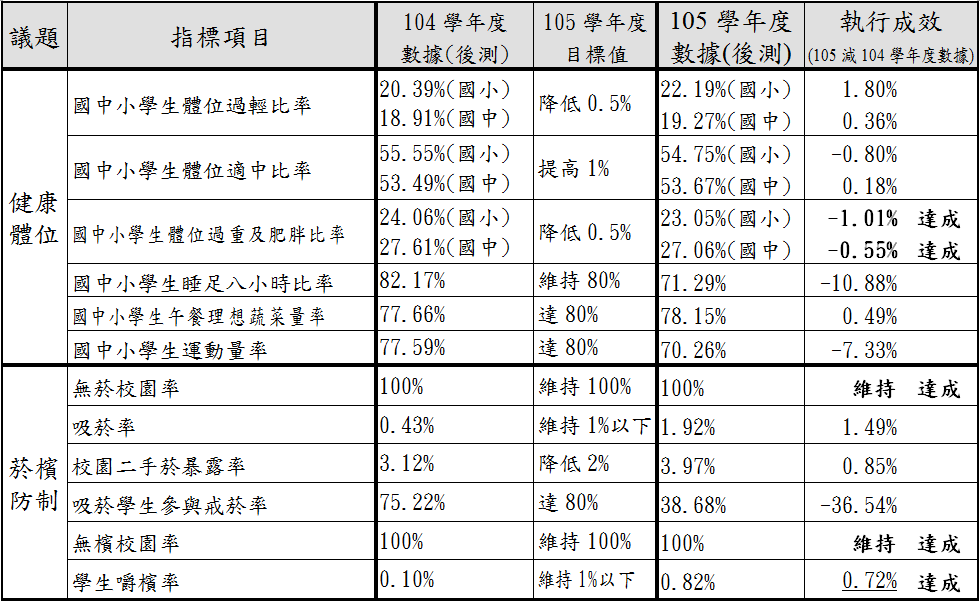 議題 指標項目 104 學年度 數據(後測) 105 學年度 目標值 105 學年度 數據(後測) 執行成效 (105 減 104 學年度數據)
健康體位
國中小學生體位過輕比率 20.39%(國小) 18.91%(國中) 降低 0.5% 22.19%(國小) 19.27%(國中) 1.80% 0.36%
國中小學生體位適中比率 55.55%(國小) 53.49%(國中) 提高 1% 54.75%(國小) 53.67%(國中) -0.80% 0.18%
國中小學生體位過重及肥胖比率 24.06%(國小) 27.61%(國中) 降低 0.5% 23.05%(國小) 27.06%(國中) -1.01% 達成 -0.55% 達成
國中小學生睡足八小時比率 82.17% 維持 80% 71.29% -10.88%
國中小學生午餐理想蔬菜量率 77.66% 達 80% 78.15% 0.49%
國中小學生運動量率 77.59% 達 80% 70.26% -7.33%
菸檳防制
無菸校園率 100% 維持 100% 100% 維持 達成
吸菸率 0.43% 維持 1%以下 1.92% 1.49%
校園二手菸暴露率 3.12% 降低 2% 3.97% 0.85%
吸菸學生參與戒菸率 75.22% 達 80% 38.68% -36.54%
無檳校園率 100% 維持 100% 100% 維持 達成
學生嚼檳率 0.10% 維持 1%以下 0.82% 0.72% 達成